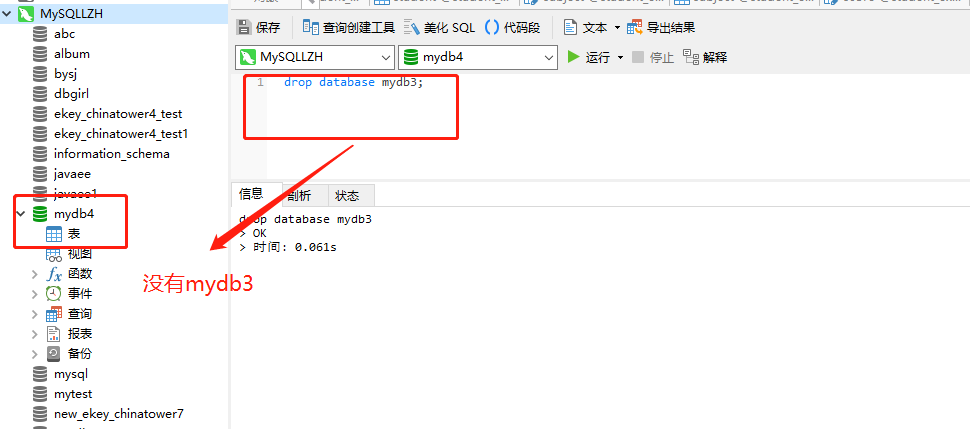 MySQLLZH
abc
album
bysj
dbgirl
ekey_chinatower4_test
ekey_chinatower4_test1
information_schema
javaee
javaee1
mydb4
表
视图
函数
事件
查询
报表
备份
mysql
mytest
new_ekey_chinatower7
保存 查询创建工具 美化 SQL () 代码段 文本 导出结果
MySQLLZH mydb4 运行 停止 解释
1 drop database mydb3;
信息 剖析 状态
drop database mydb3
> OK
> 时间: 0.061s
没有mydb3